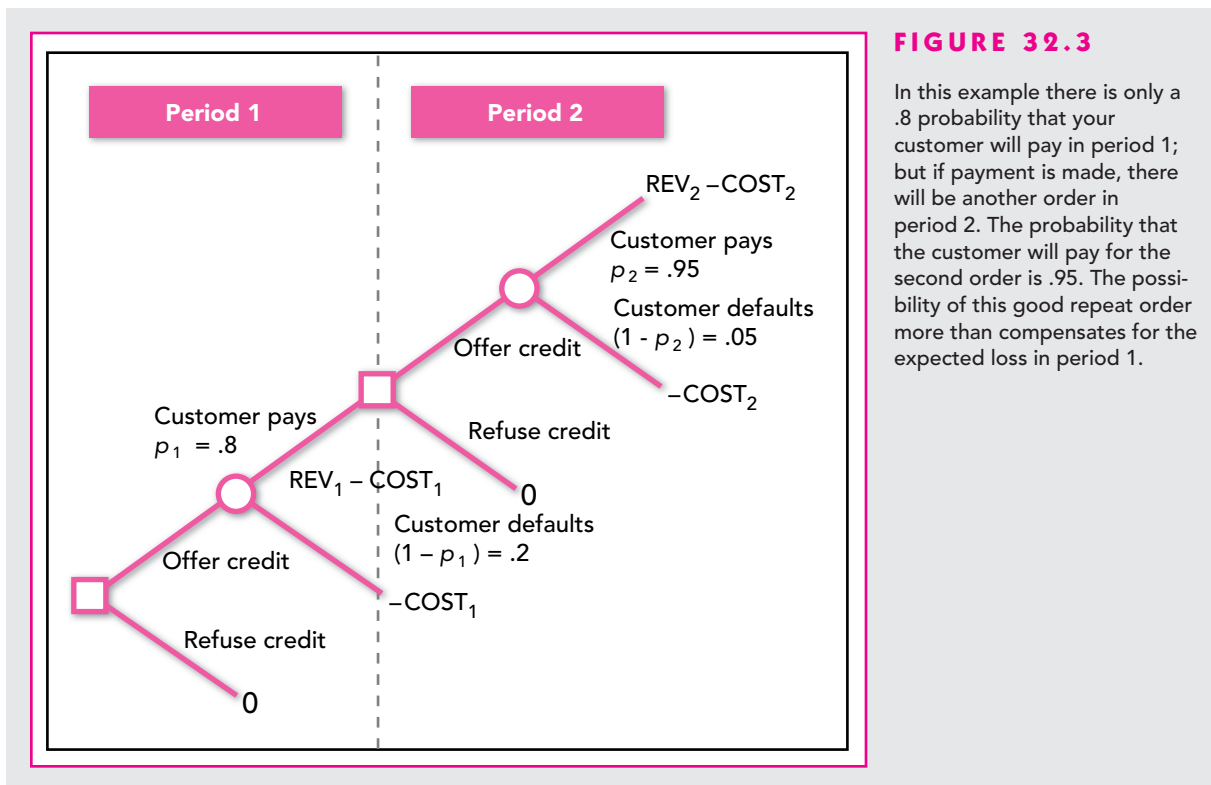 FIGURE 32.3
In this example there is only a
.8 probability that your
customer will pay in period 1;
but if payment is made, there
will be another order in
period 2. The probability that
the customer will pay for the
second order is .95. The possi-
bility of this good repeat order
more than compensates for the
expected loss in period 1.
Period 1
Period 2
REV2 –COST2
Customer pays
p2 = .95
Customer defaults
(1 - p2 ) = .05
Offer credit
–COST2
Customer pays
p1 = .8
Refuse credit
REV1 – COST1
0
Customer defaults
(1 – p1 ) = .2
Offer credit
–COST1
Refuse credit
0